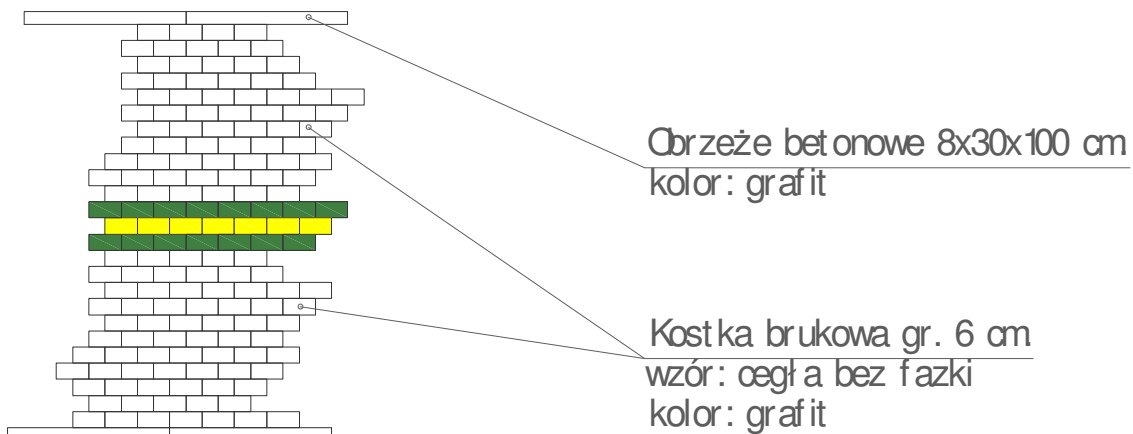 Obrzeże betonowe 8x30x100 cm.
kolor: grafit
Kostka brukowa gr. 6 cm.
wzór: cegła bez fazki
kolor: grafit